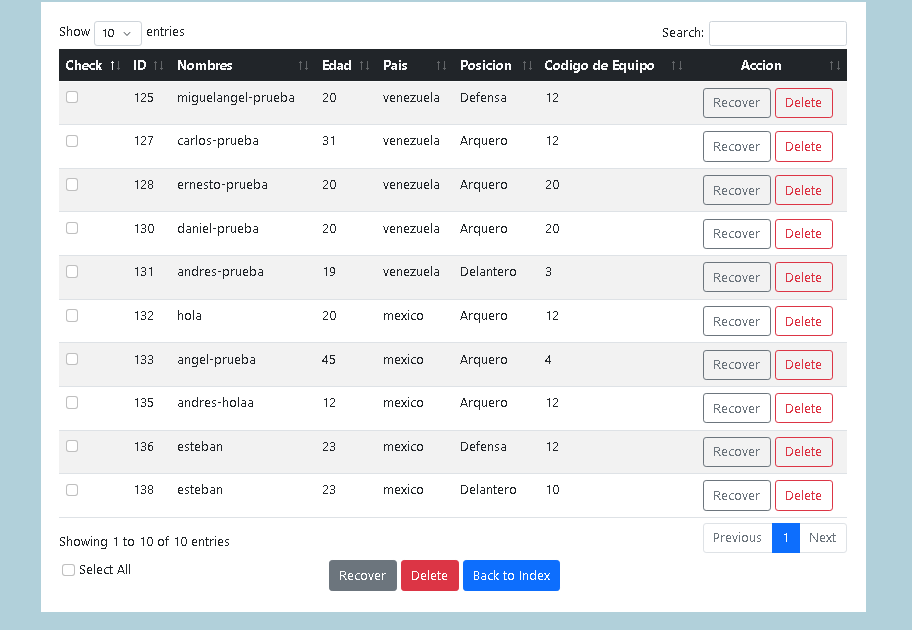 Show 10 entries Search:
Check ID Nombres Edad Pais Posicion Codigo de Equipo Accion
125 miguelangel-prueba 20 venezuela Defensa 12 Recover Delete
127 carlos-prueba 31 venezuela Arquero 12 Recover Delete
128 ernesto-prueba 20 venezuela Arquero 20 Recover Delete
130 daniel-prueba 20 venezuela Arquero 20 Recover Delete
131 andres-prueba 19 venezuela Delantero 3 Recover Delete
132 hola 20 mexico Arquero 12 Recover Delete
133 angel-prueba 45 mexico Arquero 4 Recover Delete
135 andres-holaa 12 mexico Arquero 12 Recover Delete
136 esteban 23 mexico Defensa 12 Recover Delete
138 esteban 23 mexico Delantero 10 Recover Delete
Showing 1 to 10 of 10 entries Previous 1 Next
Select All Recover Delete Back to Index